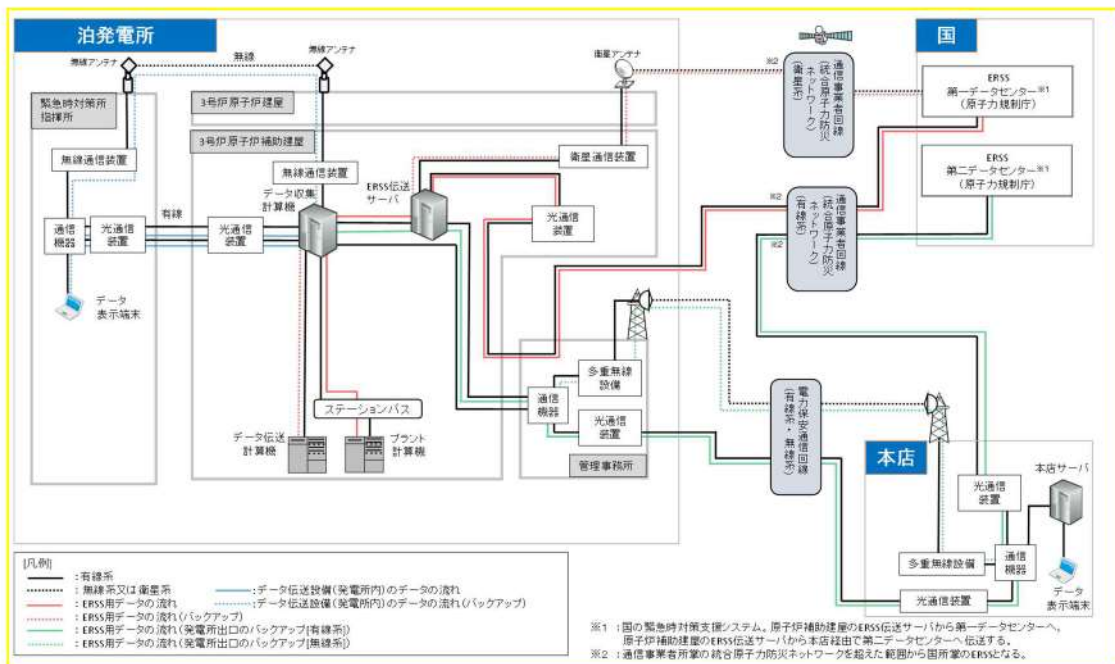 泊発電所
無線アンテナ
無線
無線アンテナ
衛星アンテナ
緊急時対策所
指揮所
3号炉原子炉建屋
3号炉原子炉補助建屋
無線通信装置
無線通信装置
衛星通信装置
データ収集
計算機
ERSS伝送
サーバ
有線
通信
機器
光通信
装置
光通信
装置
光通信
装置
データ
表示端末
多重無線
設備
通信
機器
光通信
装置
管理事務所
ステーションバス
データ伝送
計算機
プラント
計算機
※2
通信事業者回線
(統合原子力防災
ネットワーク)
(衛星系)
※2
通信事業者回線
(統合原子力防災
ネットワーク)
(有線系)
※2
電力保安通信回線
(有線系・無線系)
国
ERSS
第一データセンター※1
(原子力規制庁)
ERSS
第二データセンター※1
(原子力規制庁)
本店
本店サーバ
光通信
装置
多重無線設備
通信
機器
データ
表示端末
光通信装置
[凡例]
:有線系
:無線系又は衛星系
:ERSS用データの流れ
:ERSS用データの流れ(バックアップ)
:ERSS用データの流れ(発電所出口のバックアップ[有線系])
:ERSS用データの流れ(発電所出口のバックアップ[無線系])
:データ伝送設備(発電所内)のデータの流れ
:データ伝送設備(発電所内)のデータの流れ(バックアップ)
※1 :国の緊急時対策支援システム。原子炉補助建屋のERSS伝送サーバから第一データセンターへ,
原子炉補助建屋のERSS伝送サーバから本店経由で第二データセンターへ伝送する。
※2 :通信事業者所掌の統合原子力防災ネットワークを超えた範囲から国所掌のERSSとなる。